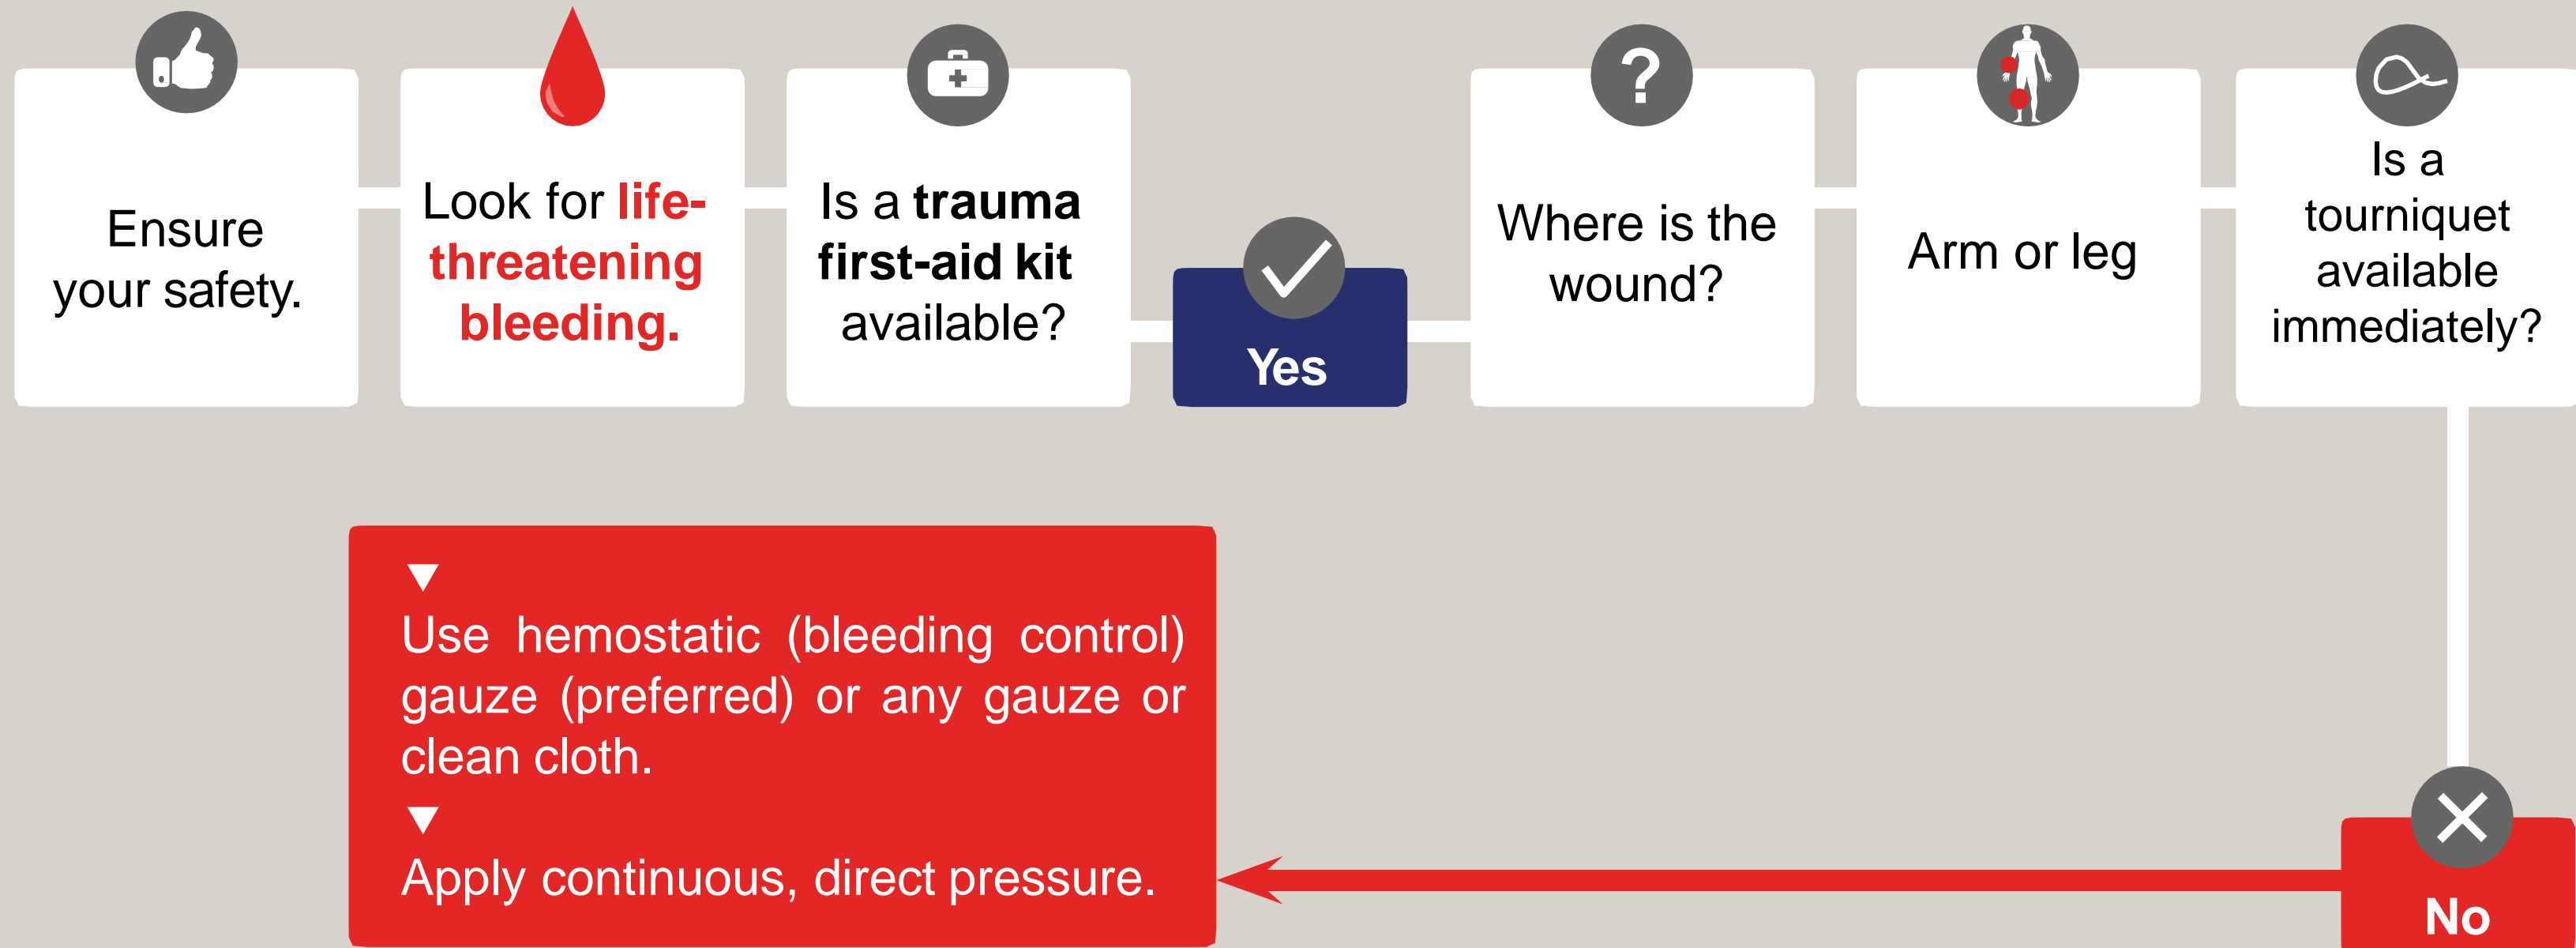 Ensure
your safety.
Look for life-
threatening
bleeding.
Is a trauma
first-aid kit
available?
Yes
?
Where is the
wound?
Arm or leg
Is a
tourniquet
available
immediately?
No
Use hemostatic (bleeding control)
gauze (preferred) or any gauze or
clean cloth.
Apply continuous, direct pressure.